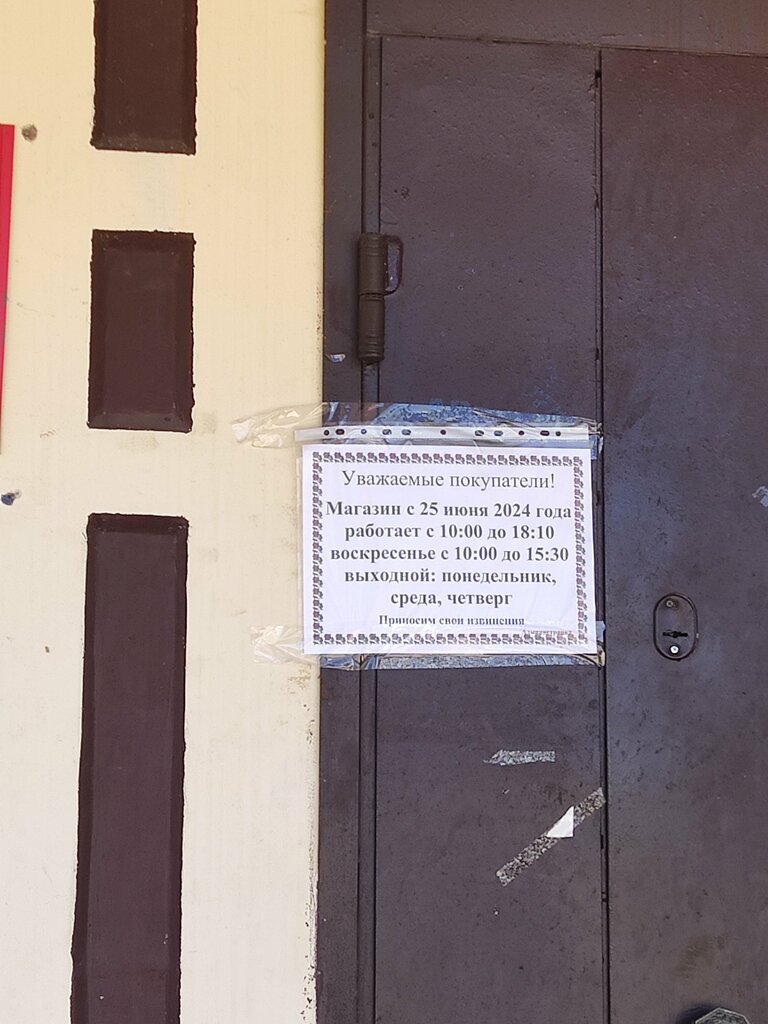 Уважаемые покупатели!
Магазин с 25 июня 2024 года
работает с 10:00 до 18:10
воскресенье с 10:00 до 15:30
выходной: понедельник,
среда, четверг
Приносим свои извинения